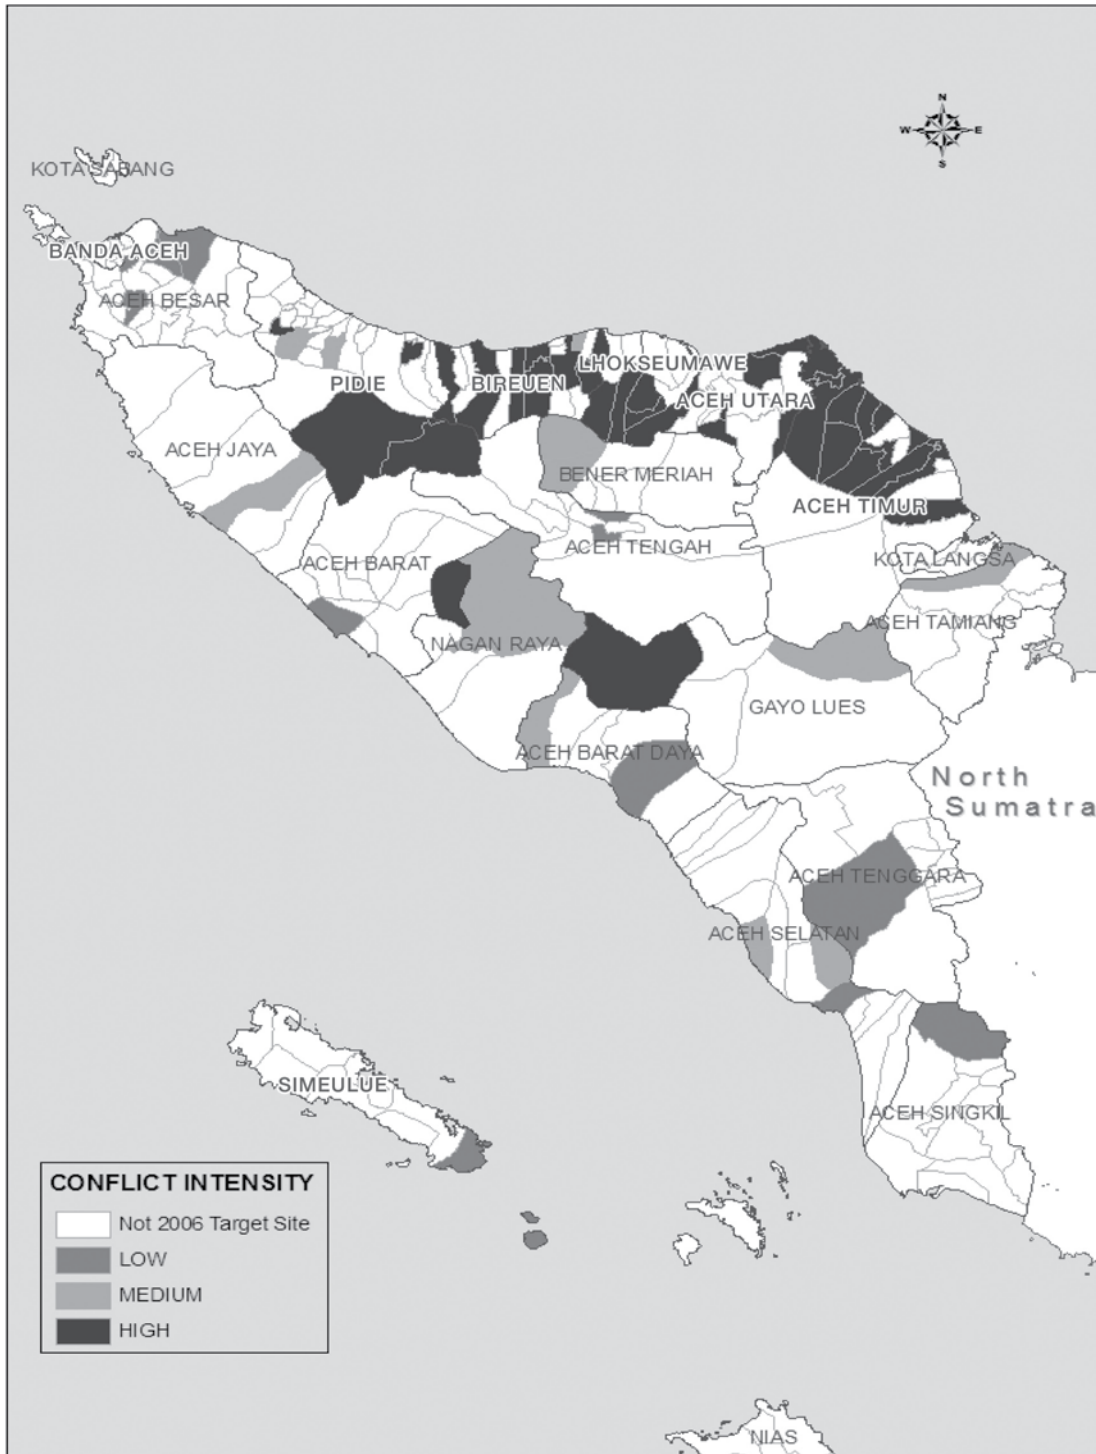 N
W E
S
KOTA SABANG
BANDA ACEH
ACEH BESAR
LHOKSEUMAWE
PIDIE
BIREUEN
ACEH UTARA
ACEH JAYA
BENER MERIAH
ACEH TIMUR
ACEH TENGAH
ACEH BARAT
KOTA LANGSA
ACEH TAMIANG
NAGAN RAYA
GAYO LUES
ACEH BARAT DAYA
North
Sumatra
ACEH TENGGARA
ACEH SELATAN
SIMEULUE
ACEH SINGKIL
CONFLICT INTENSITY
Not 2006 Target Site
LOW
MEDIUM
HIGH
NIAS